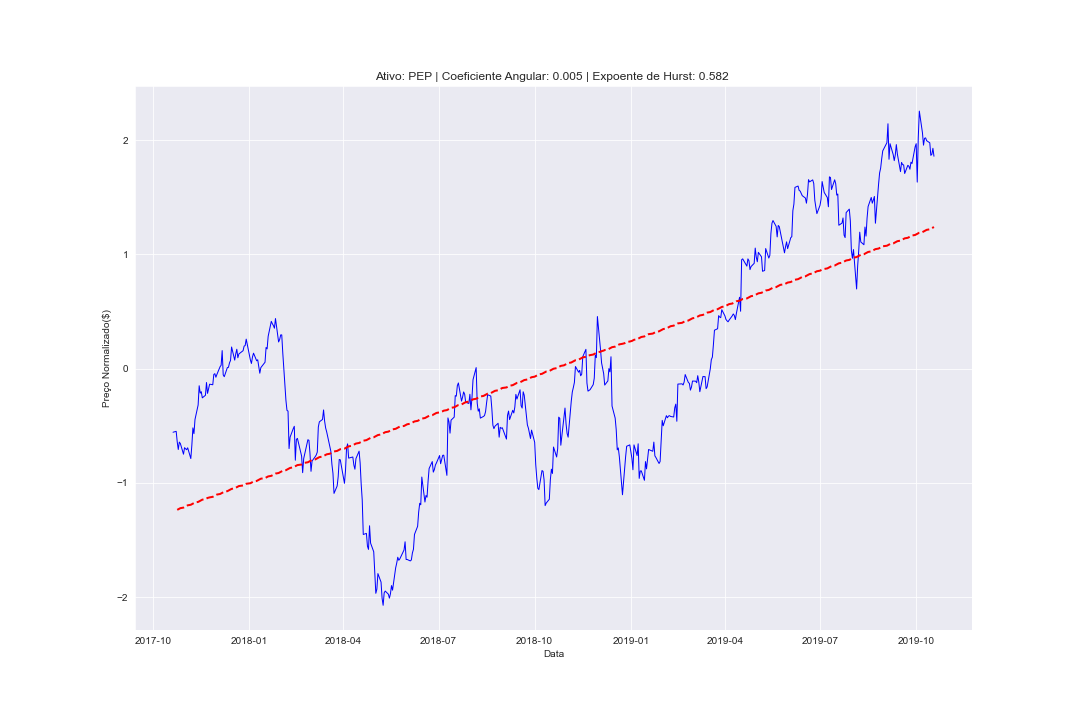 Ativo: PEP | Coeficiente Angular: 0.005 | Expoente de Hurst: 0.582
Preço Normalizado($)
2
1
0
−1
−2
2017-10 2018-01 2018-04 2018-07 2018-10 2019-01 2019-04 2019-07 2019-10
Data